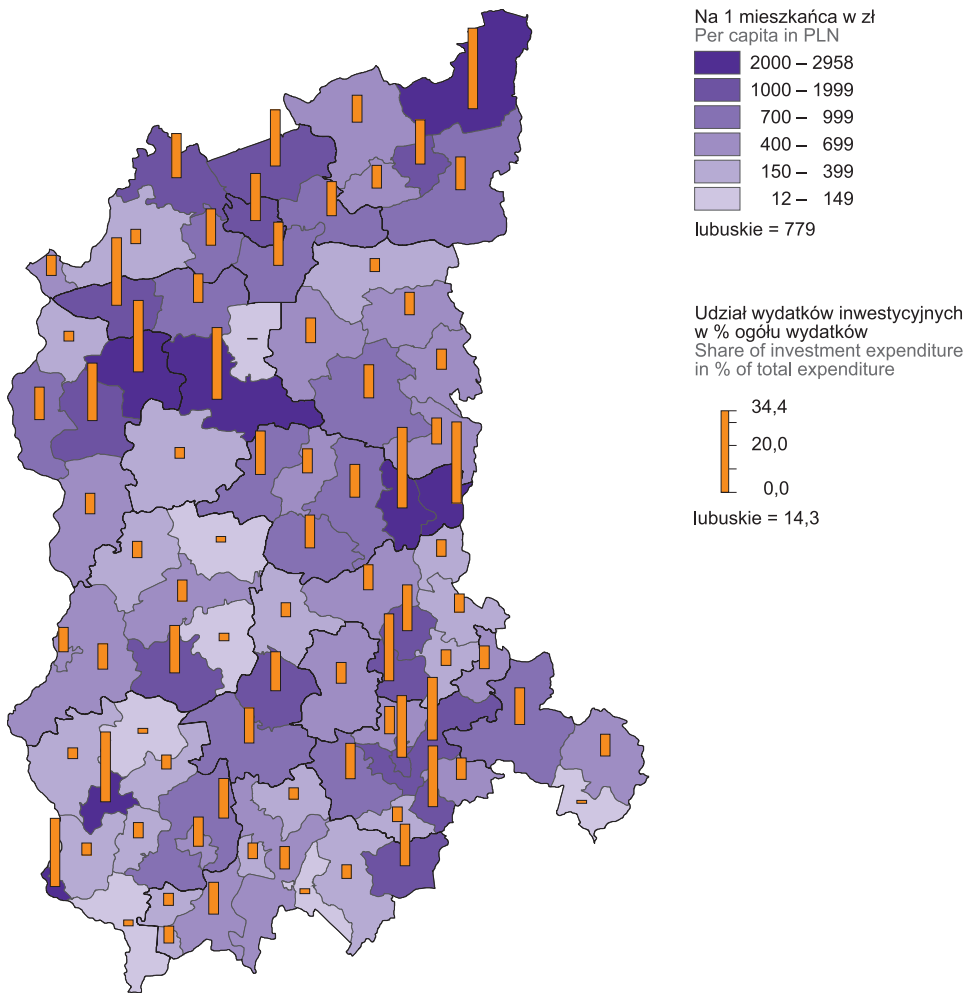 Na 1 mieszkańca w zł
Per capita in PLN
2000 – 2958
1000 – 1999
700 – 999
400 – 699
150 – 399
12 – 149
lubuskie = 779
Udział wydatków inwestycyjnych
w % ogółu wydatków
Share of investment expenditure
in % of total expenditure
34,4
20,0
0,0
lubuskie = 14,3